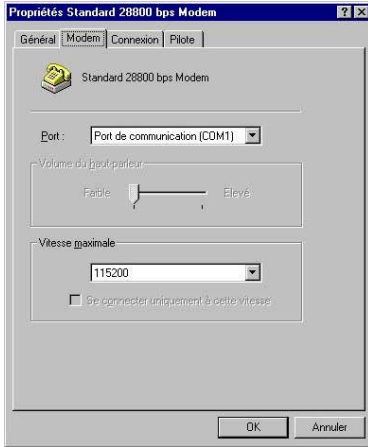 Propriétés Standard 28800 bps Modem
Général Modem Connexion Pilote
Standard 28800 bps Modem
Port : Port de communication (COM1)
Volume du haut-parleur
Faible Elevé
Vitesse maximale
115200
Se connecter uniquement à cette vitesse
OK Annuler